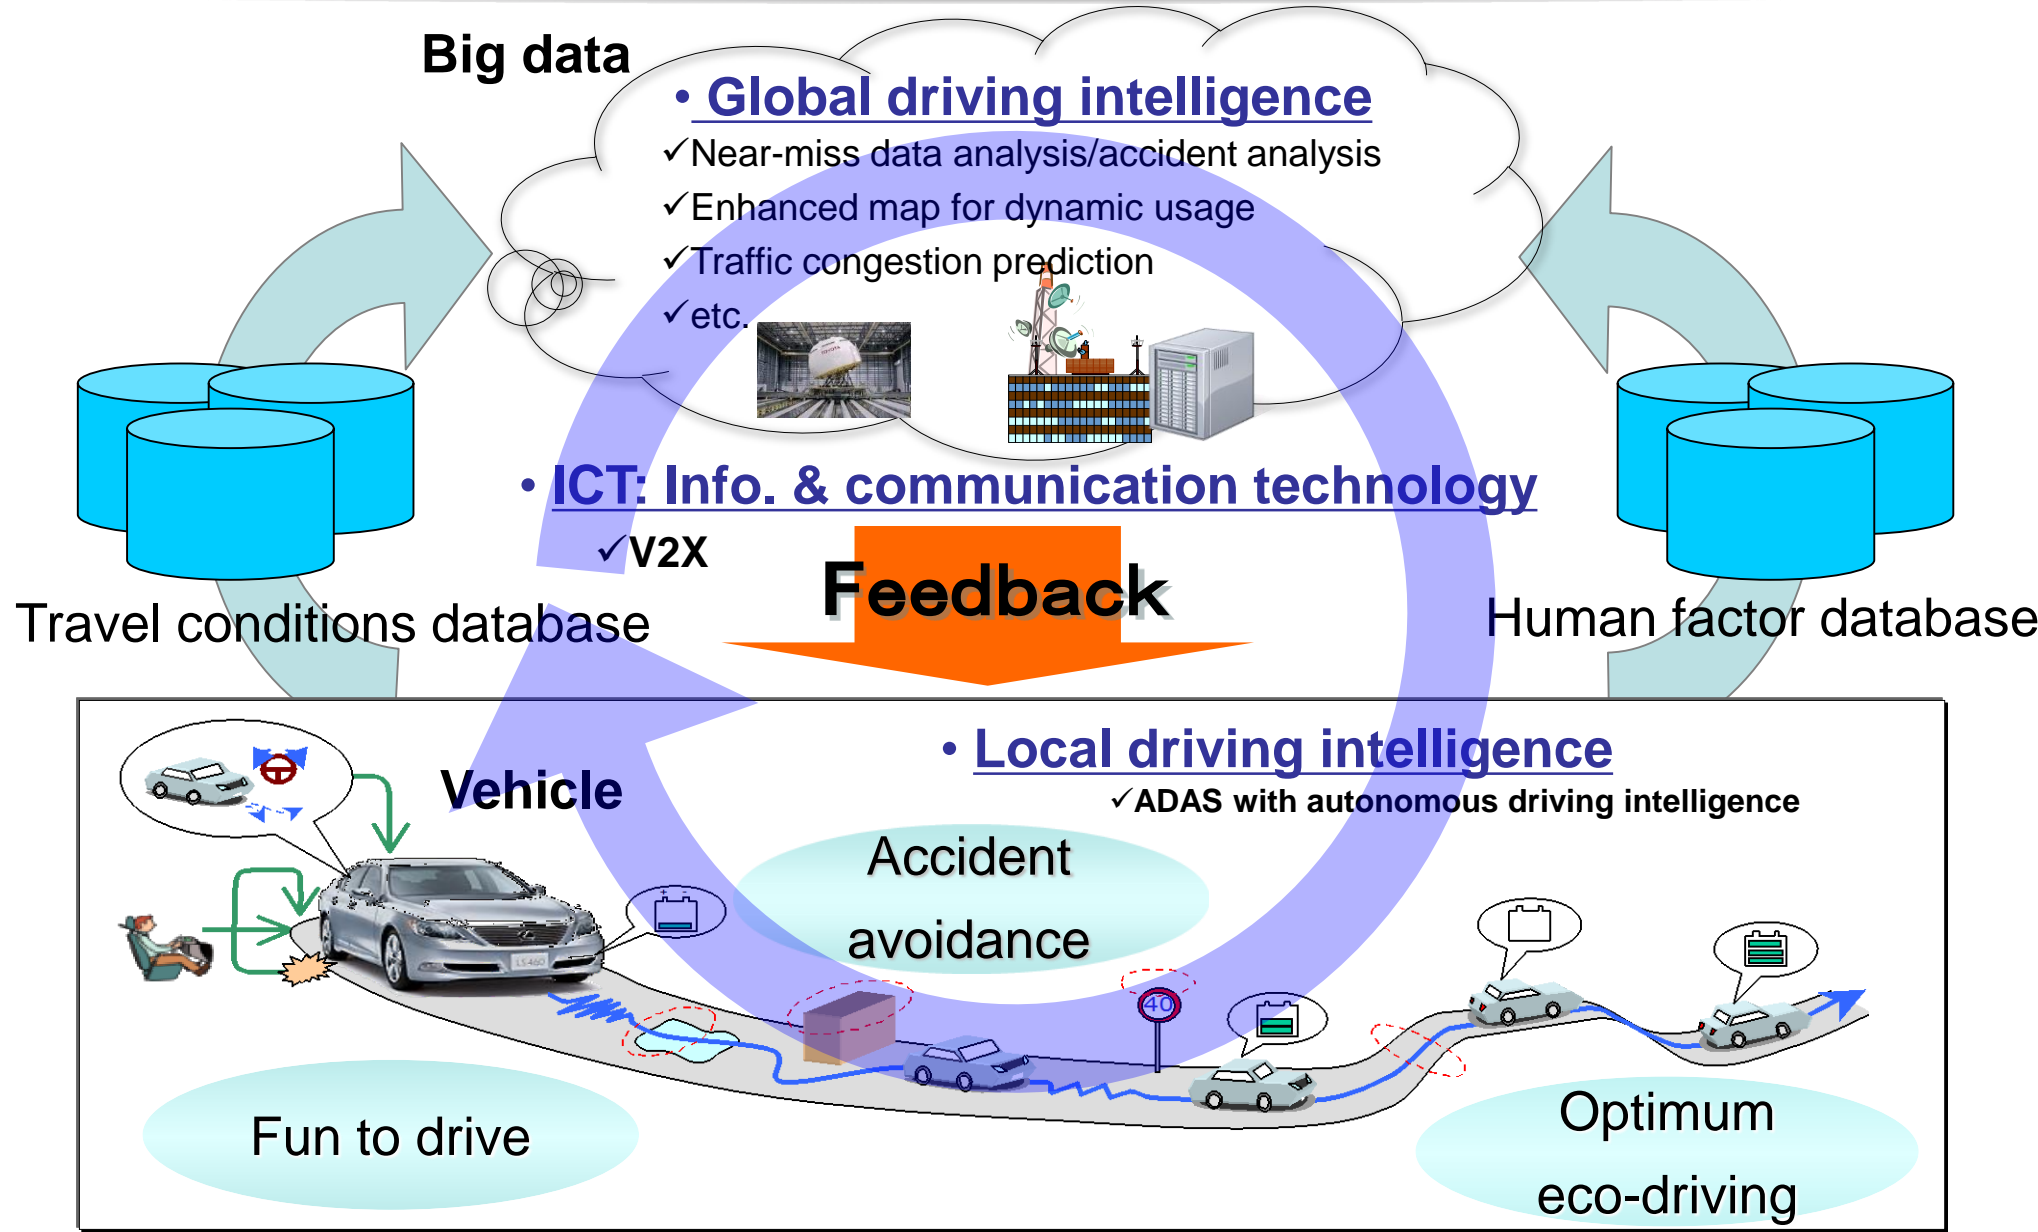 Big data
• Global driving intelligence
✓Near-miss data analysis/accident analysis
✓Enhanced map for dynamic usage
✓Traffic congestion prediction
✓etc.
TOYOTA
• ICT: Info. & communication technology
✓V2X
Feedback
Travel conditions database
Human factor database
• Local driving intelligence
Vehicle
✓ADAS with autonomous driving intelligence
Accident
avoidance
+ -
LS460
40
Fun to drive
Optimum
eco-driving